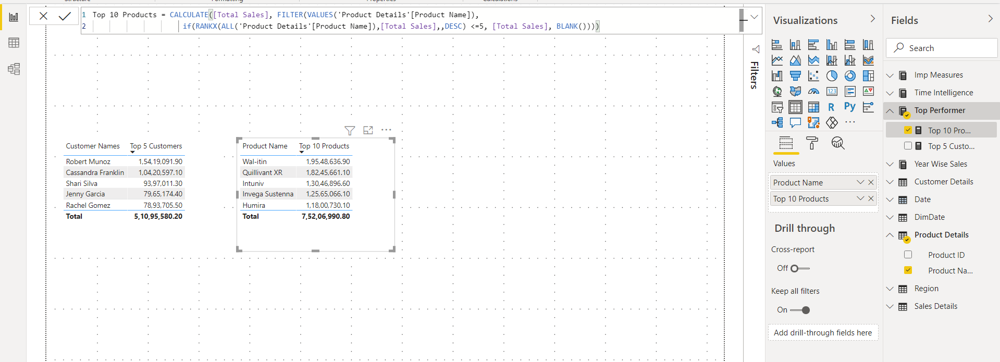 Structure
Formatting
Properties
Calculations
1 Top 10 Products = CALCULATE([Total Sales], FILTER(VALUES('Product Details'[Product Name]),
2 if(RANKX(ALL('Product Details'[Product Name]),[Total Sales],,DESC) <=5, [Total Sales], BLANK())))
Customer Names Top 5 Customers
Robert Munoz 1,54,19,091.90
Cassandra Franklin 1,04,20,597.10
Shari Silva 93,97,011.30
Jenny Garcia 79,65,174.40
Rachel Gomez 78,93,705.50
Total 5,10,95,580.20
Product Name Top 10 Products
Wal-itin 1,95,48,636.90
Quillivant XR 1,82,45,661.10
Intuniv 1,30,46,896.60
Invega Sustenna 1,25,65,066.10
Humira 1,18,00,730.10
Total 7,52,06,990.80
Filters
Visualizations
123
R Py
Values
Product Name
Top 10 Products
Drill through
Cross-report
Off
Keep all filters
On
Add drill-through fields here
Fields
Search
Imp Measures
Time Intelligence
Top Performer
Top 10 Pro...
Top 5 Custo...
Year Wise Sales
Customer Details
Date
DimDate
Product Details
Product ID
Product Na...
Region
Sales Details